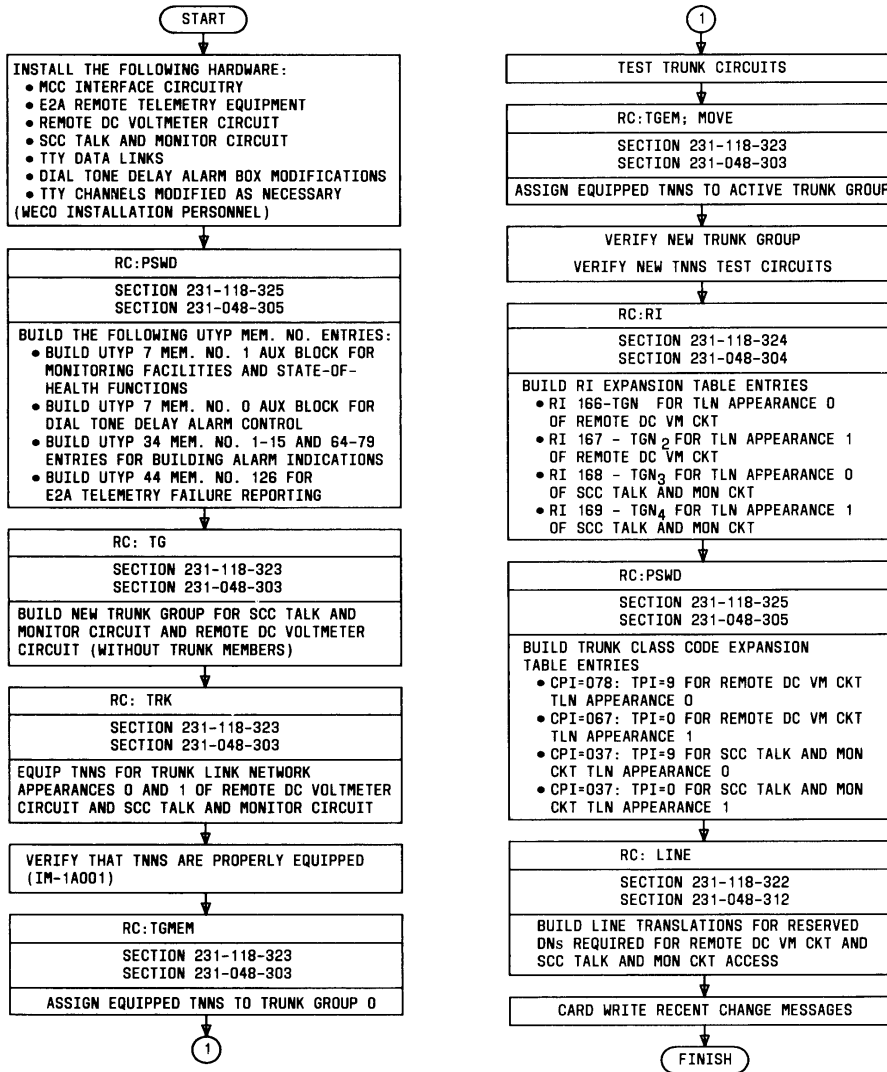 START
INSTALL THE FOLLOWING HARDWARE:
• MCC INTERFACE CIRCUITRY
• E2A REMOTE TELEMETRY EQUIPMENT
• REMOTE DC VOLTMETER CIRCUIT
• SCC TALK AND MONITOR CIRCUIT
• TTY DATA LINKS
• DIAL TONE DELAY ALARM BOX MODIFICATIONS
• TTY CHANNELS MODIFIED AS NECESSARY
(WECO INSTALLATION PERSONNEL)
RC:PSWD
SECTION 231-118-325
SECTION 231-048-305
BUILD THE FOLLOWING UTYP MEM. NO. ENTRIES:
• BUILD UTYP 7 MEM. NO. 1 AUX BLOCK FOR
MONITORING FACILITIES AND STATE-OF-
HEALTH FUNCTIONS
• BUILD UTYP 7 MEM. NO. 0 AUX BLOCK FOR
DIAL TONE DELAY ALARM CONTROL
• BUILD UTYP 34 MEM. NO. 1-15 AND 64-79
ENTRIES FOR BUILDING ALARM INDICATIONS
• BUILD UTYP 44 MEM. NO. 126 FOR
E2A TELEMETRY FAILURE REPORTING
RC: TG
SECTION 231-118-323
SECTION 231-048-303
BUILD NEW TRUNK GROUP FOR SCC TALK AND
MONITOR CIRCUIT AND REMOTE DC VOLTMETER
CIRCUIT (WITHOUT TRUNK MEMBERS)
RC: TRK
SECTION 231-118-323
SECTION 231-048-303
EQUIP TNNS FOR TRUNK LINK NETWORK
APPEARANCES 0 AND 1 OF REMOTE DC VOLTMETER
CIRCUIT AND SCC TALK AND MONITOR CIRCUIT
VERIFY THAT TNNS ARE PROPERLY EQUIPPED
(IM-1A001)
RC:TGMEM
SECTION 231-118-323
SECTION 231-048-303
ASSIGN EQUIPPED TNNS TO TRUNK GROUP 0
1
1
TEST TRUNK CIRCUITS
RC:TGEM; MOVE
SECTION 231-118-323
SECTION 231-048-303
ASSIGN EQUIPPED TNNS TO ACTIVE TRUNK GROUP
VERIFY NEW TRUNK GROUP
VERIFY NEW TNNS TEST CIRCUITS
RC:RI
SECTION 231-118-324
SECTION 231-048-304
BUILD RI EXPANSION TABLE ENTRIES
• RI 166-TGN FOR TLN APPEARANCE 0
OF REMOTE DC VM CKT
• RI 167 - TGN2 FOR TLN APPEARANCE 1
OF REMOTE DC VM CKT
• RI 168 - TGN3 FOR TLN APPEARANCE 0
OF SCC TALK AND MON CKT
• RI 169 - TGN4 FOR TLN APPEARANCE 1
OF SCC TALK AND MON CKT
RC:PSWD
SECTION 231-118-325
SECTION 231-048-305
BUILD TRUNK CLASS CODE EXPANSION
TABLE ENTRIES
• CPI=078: TPI=9 FOR REMOTE DC VM CKT
TLN APPEARANCE 0
• CPI=067: TPI=0 FOR REMOTE DC VM CKT
TLN APPEARANCE 1
• CPI=037: TPI=9 FOR SCC TALK AND MON
CKT TLN APPEARANCE 0
• CPI=037: TPI=0 FOR SCC TALK AND MON
CKT TLN APPEARANCE 1
RC: LINE
SECTION 231-118-322
SECTION 231-048-312
BUILD LINE TRANSLATIONS FOR RESERVED
DNs REQUIRED FOR REMOTE DC VM CKT AND
SCC TALK AND MON CKT ACCESS
CARD WRITE RECENT CHANGE MESSAGES
FINISH